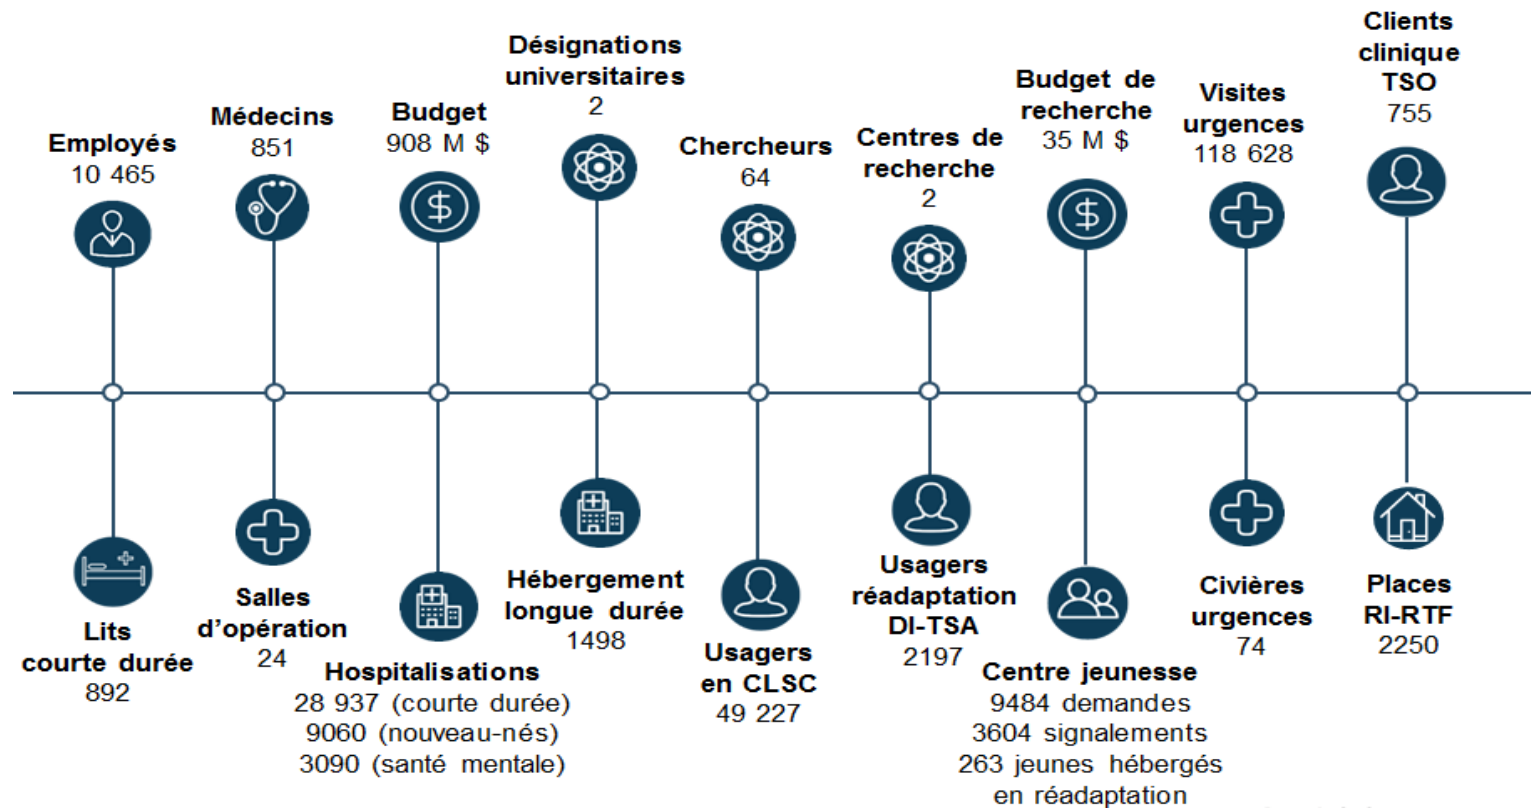 Employés
10 465
Médecins
851
Budget
908 M $
Désignations
universitaires
2
Chercheurs
64
Centres de
recherche
2
Budget de
recherche
35 M $
Visites
urgences
118 628
Clients
clinique
TSO
755
Lits
courte durée
892
Salles
d’opération
24
Hospitalisations
28 937 (courte durée)
9060 (nouveau-nés)
3090 (santé mentale)
Hébergement
longue durée
1498
Usagers
en CLSC
49 227
Usagers
réadaptation
DI-TSA
2197
Centre jeunesse
9484 demandes
3604 signalements
263 jeunes hébergés
en réadaptation
Civières
urgences
74
Places
RI-RTF
2250